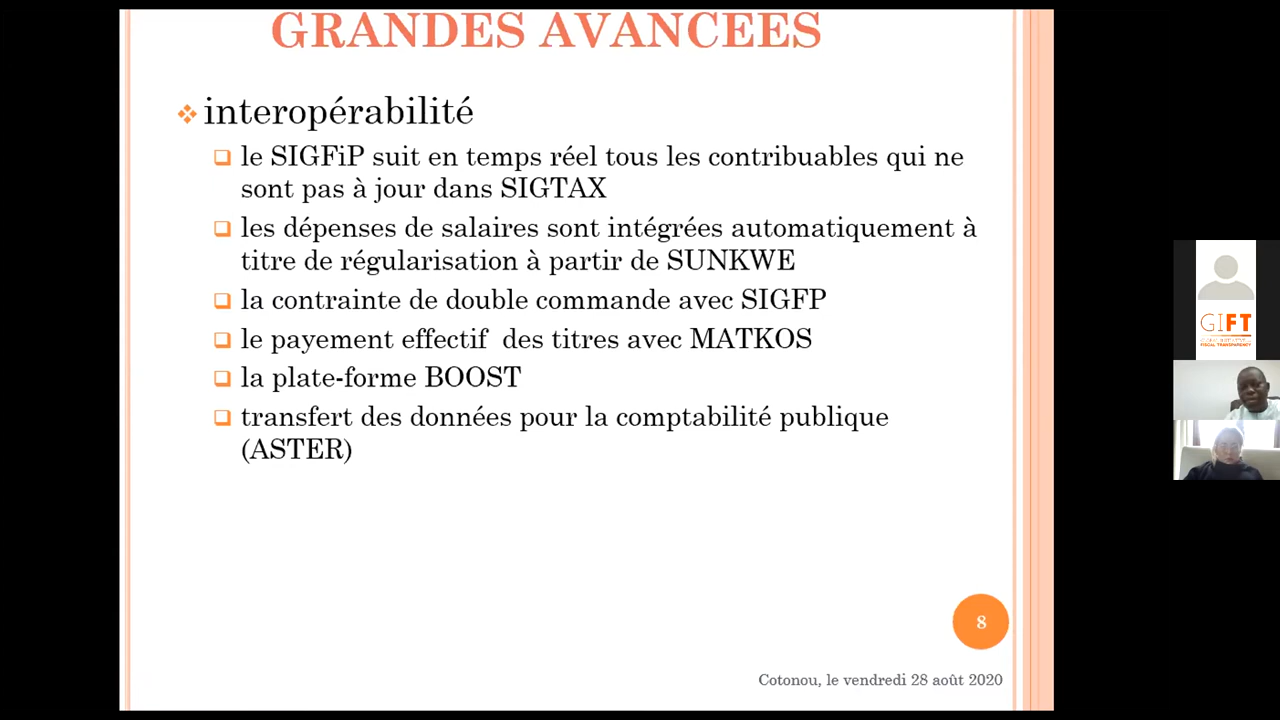 GRANDES AVANCEES
interopérabilité
le SIGFiP suit en temps réel tous les contribuables qui ne
sont pas à jour dans SIGTAX
les dépenses de salaires sont intégrées automatiquement à
titre de régularisation à partir de SUNKWE
la contrainte de double commande avec SIGFP
le payement effectif des titres avec MATKOS
la plate-forme BOOST
transfert des données pour la comptabilité publique
(ASTER)
8
Cotonou, le vendredi 28 août 2020
GIFT
FISCAL TRANSPARENCY